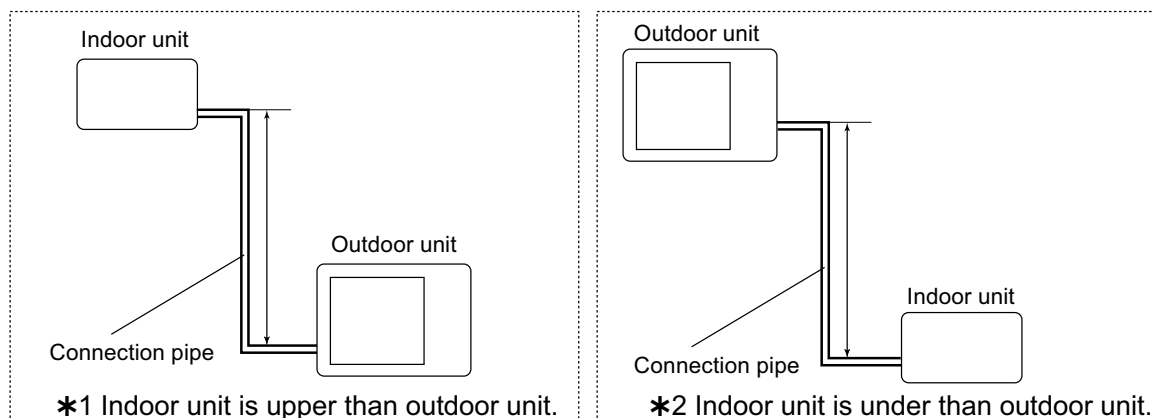 Indoor unit
Outdoor unit
Connection pipe
✱1 Indoor unit is upper than outdoor unit.
Outdoor unit
Indoor unit
Connection pipe
✱2 Indoor unit is under than outdoor unit.